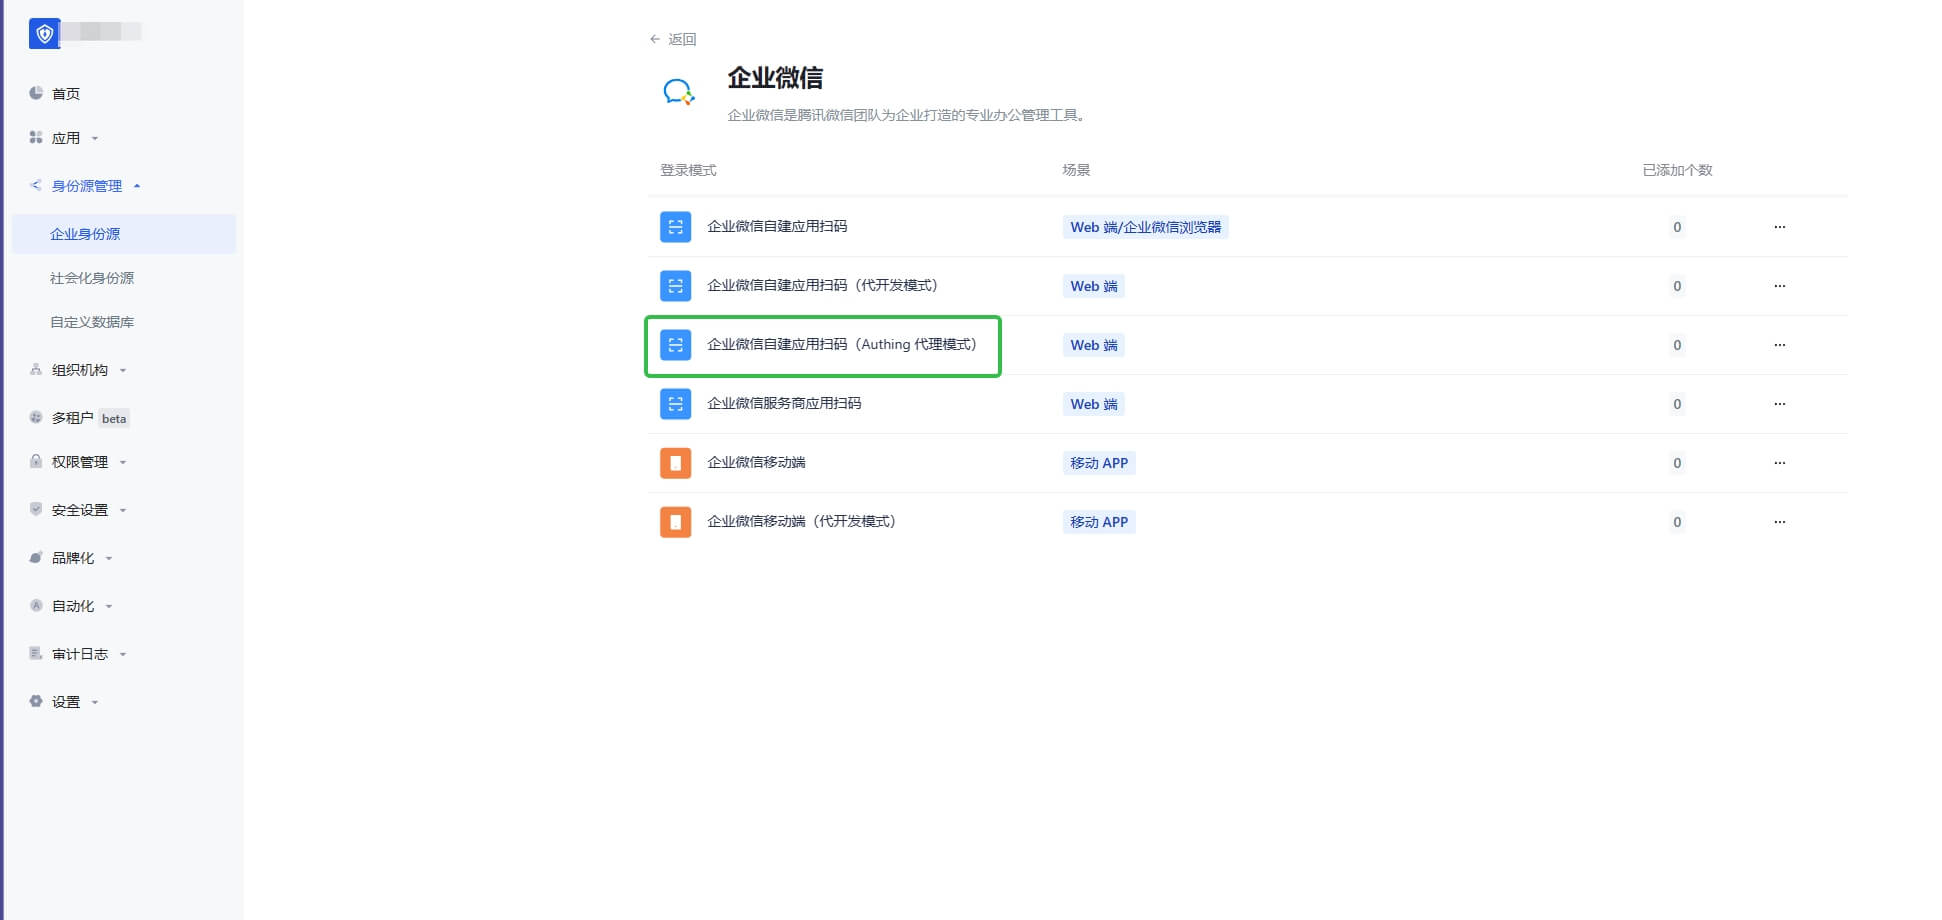 首页
应用
身份源管理
企业身份源
社会化身份源
自定义数据库
组织机构
多租户 beta
权限管理
安全设置
品牌化
自动化
审计日志
设置
← 返回
企业微信
企业微信是腾讯微信团队为企业打造的专业办公管理工具。
登录模式 场景 已添加个数
企业微信自建应用扫码 Web 端/企业微信浏览器 0 ···
企业微信自建应用扫码（代开发模式） Web 端 0 ···
企业微信自建应用扫码（Authing 代理模式） Web 端 0 ···
企业微信服务商应用扫码 Web 端 0 ···
企业微信移动端 移动 APP 0 ···
企业微信移动端（代开发模式） 移动 APP 0 ···